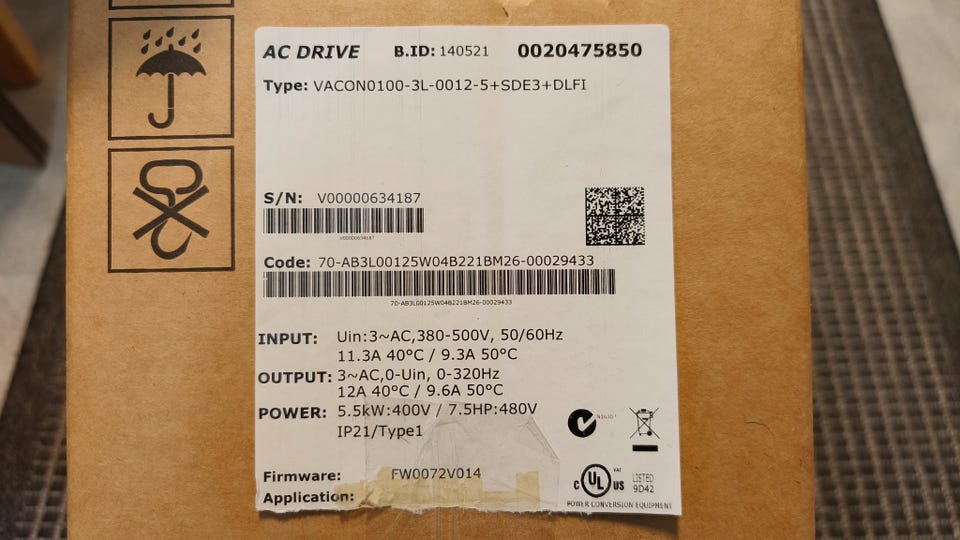 AC DRIVE B.ID: 140521 0020475850
Type: VACON0100-3L-0012-5+SDE3+DLFI
S/N: V00000634187
V00000634187
Code: 70-AB3L00125W04B221BM26-00029433
70-AB3L00125W04B221BM26-00029433
INPUT: Uin:3~AC,380-500V, 50/60Hz
11.3A 40°C / 9.3A 50°C
OUTPUT: 3~AC,0-Uin, 0-320Hz
12A 40°C / 9.6A 50°C
POWER: 5.5kW:400V / 7.5HP:480V
IP21/Type1
Firmware: FW0072V014
Application:
c UL US LISTED
9D42
POWER CONVERSION EQUIPMENT